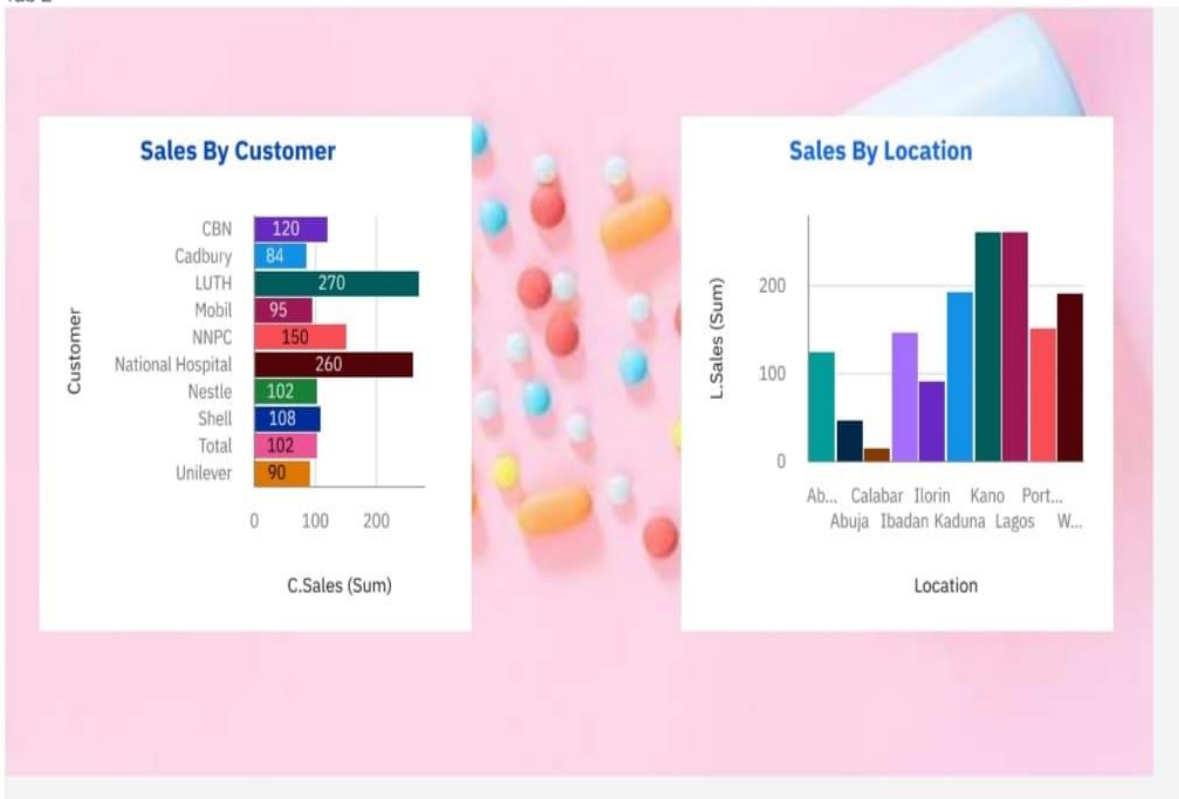 Sales By Customer
Customer
CBN 120
Cadbury 84
LUTH 270
Mobil 95
NNPC 150
National Hospital 260
Nestle 102
Shell 108
Total 102
Unilever 90
0 100 200
C.Sales (Sum)
Sales By Location
L.Sales (Sum)
200
100
0
Ab... Calabar Ilorin Kano Port...
Abuja Ibadan Kaduna Lagos W...
Location